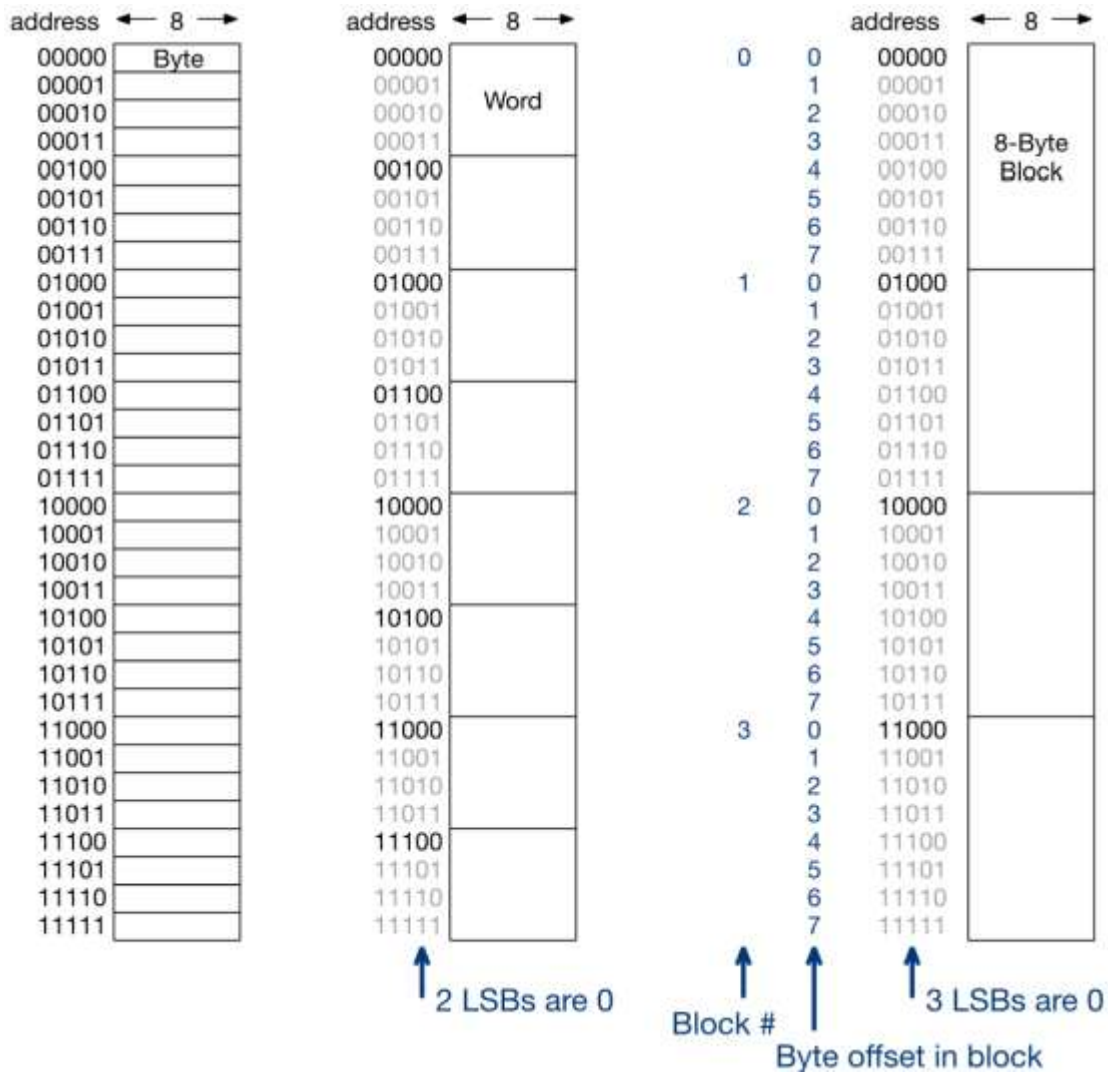 address 8 address 8 address 8
00000 Byte 00000 0 0 00000
00001 00001 1 00001
00010 Word 00010 2 00010
00011 00011 3 00011
00100 00100 4 00100 8-Byte
00101 00101 5 00101 Block
00110 00110 6 00110
00111 00111 7 00111
01000 01000 1 0 01000
01001 01001 1 01001
01010 01010 2 01010
01011 01011 3 01011
01100 01100 4 01100
01101 01101 5 01101
01110 01110 6 01110
01111 01111 7 01111
10000 10000 2 0 10000
10001 10001 1 10001
10010 10010 2 10010
10011 10011 3 10011
10100 10100 4 10100
10101 10101 5 10101
10110 10110 6 10110
10111 10111 7 10111
11000 11000 3 0 11000
11001 11001 1 11001
11010 11010 2 11010
11011 11011 3 11011
11100 11100 4 11100
11101 11101 5 11101
11110 11110 6 11110
11111 11111 7 11111
2 LSBs are 0 3 LSBs are 0
Block #
Byte offset in block